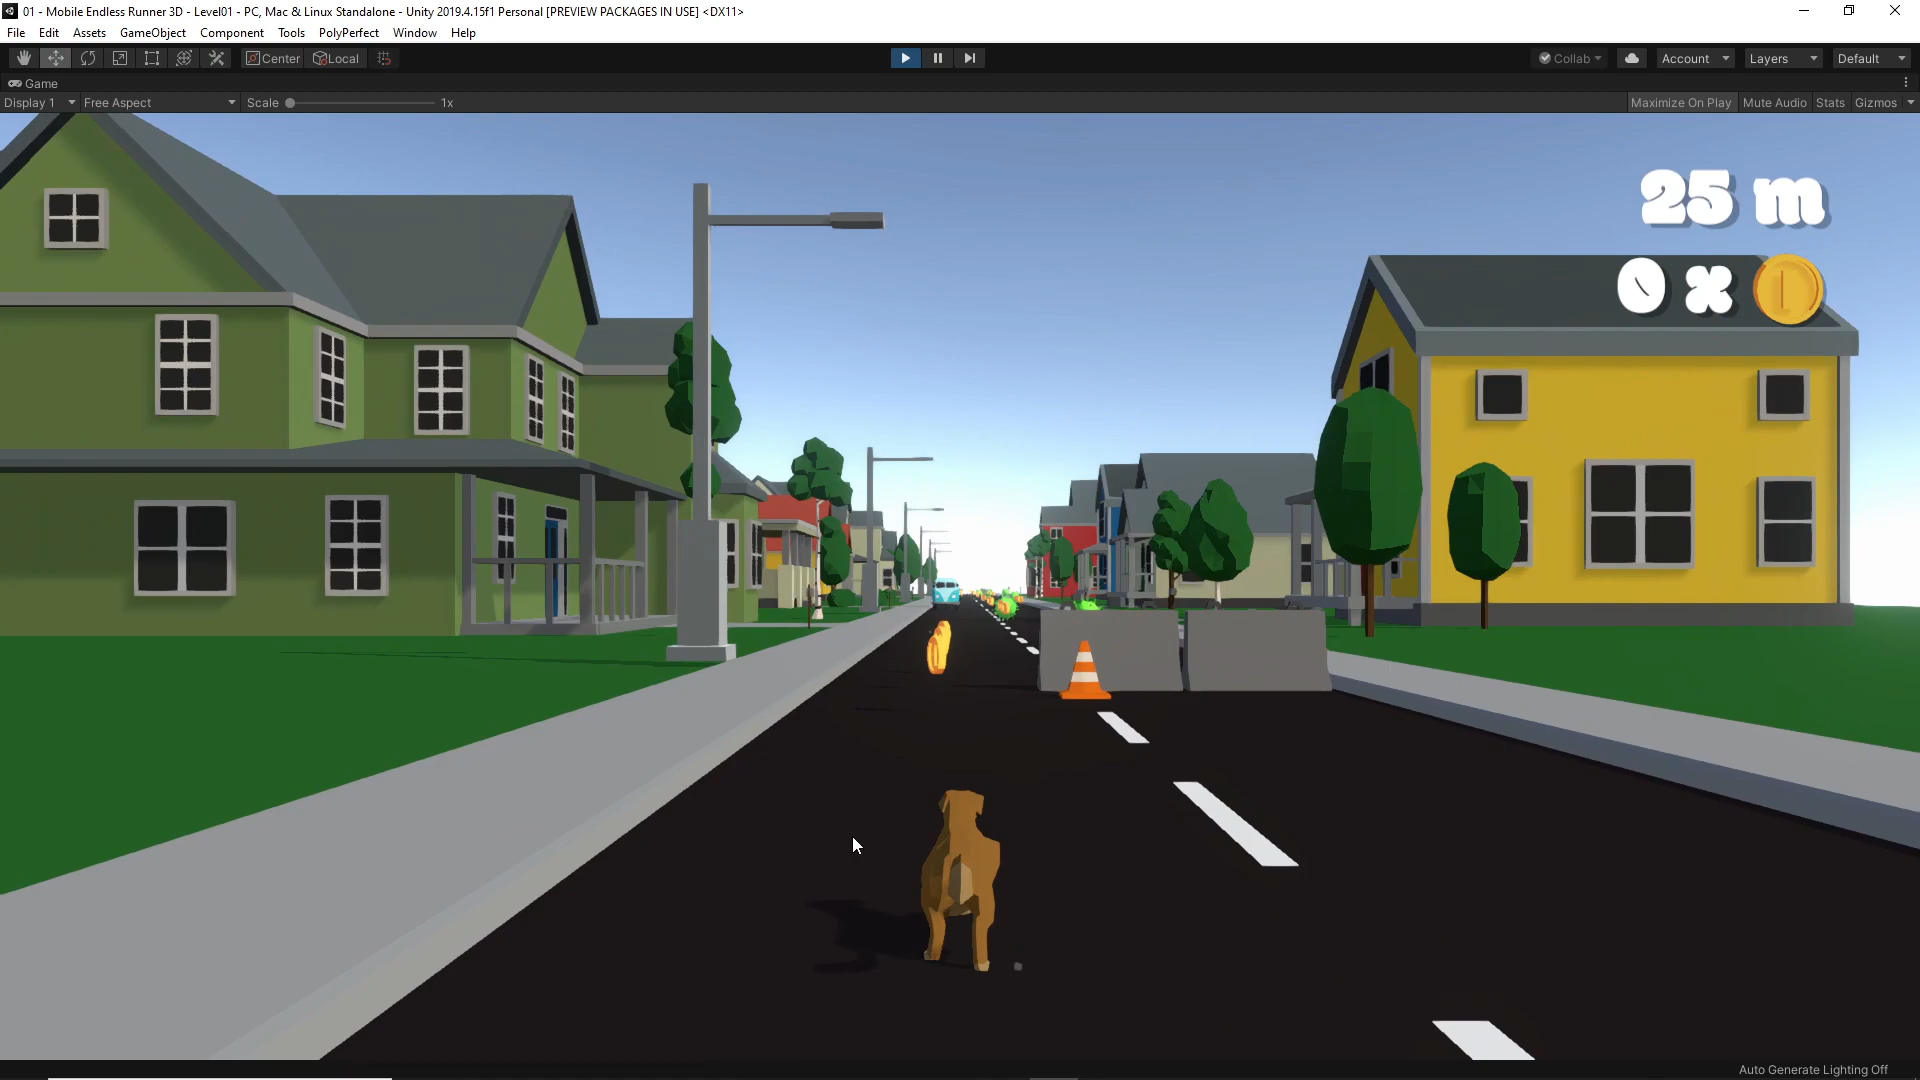 01 - Mobile Endless Runner 3D - Level01 - PC, Mac & Linux Standalone - Unity 2019.4.15f1 Personal [PREVIEW PACKAGES IN USE] <DX11>
File Edit Assets GameObject Component Tools PolyPerfect Window Help
Center Local Collab Account Layers Default
Game
Display 1 Free Aspect Scale 1x Maximize On Play Mute Audio Stats Gizmos
25 m
0 x
Auto Generate Lighting Off